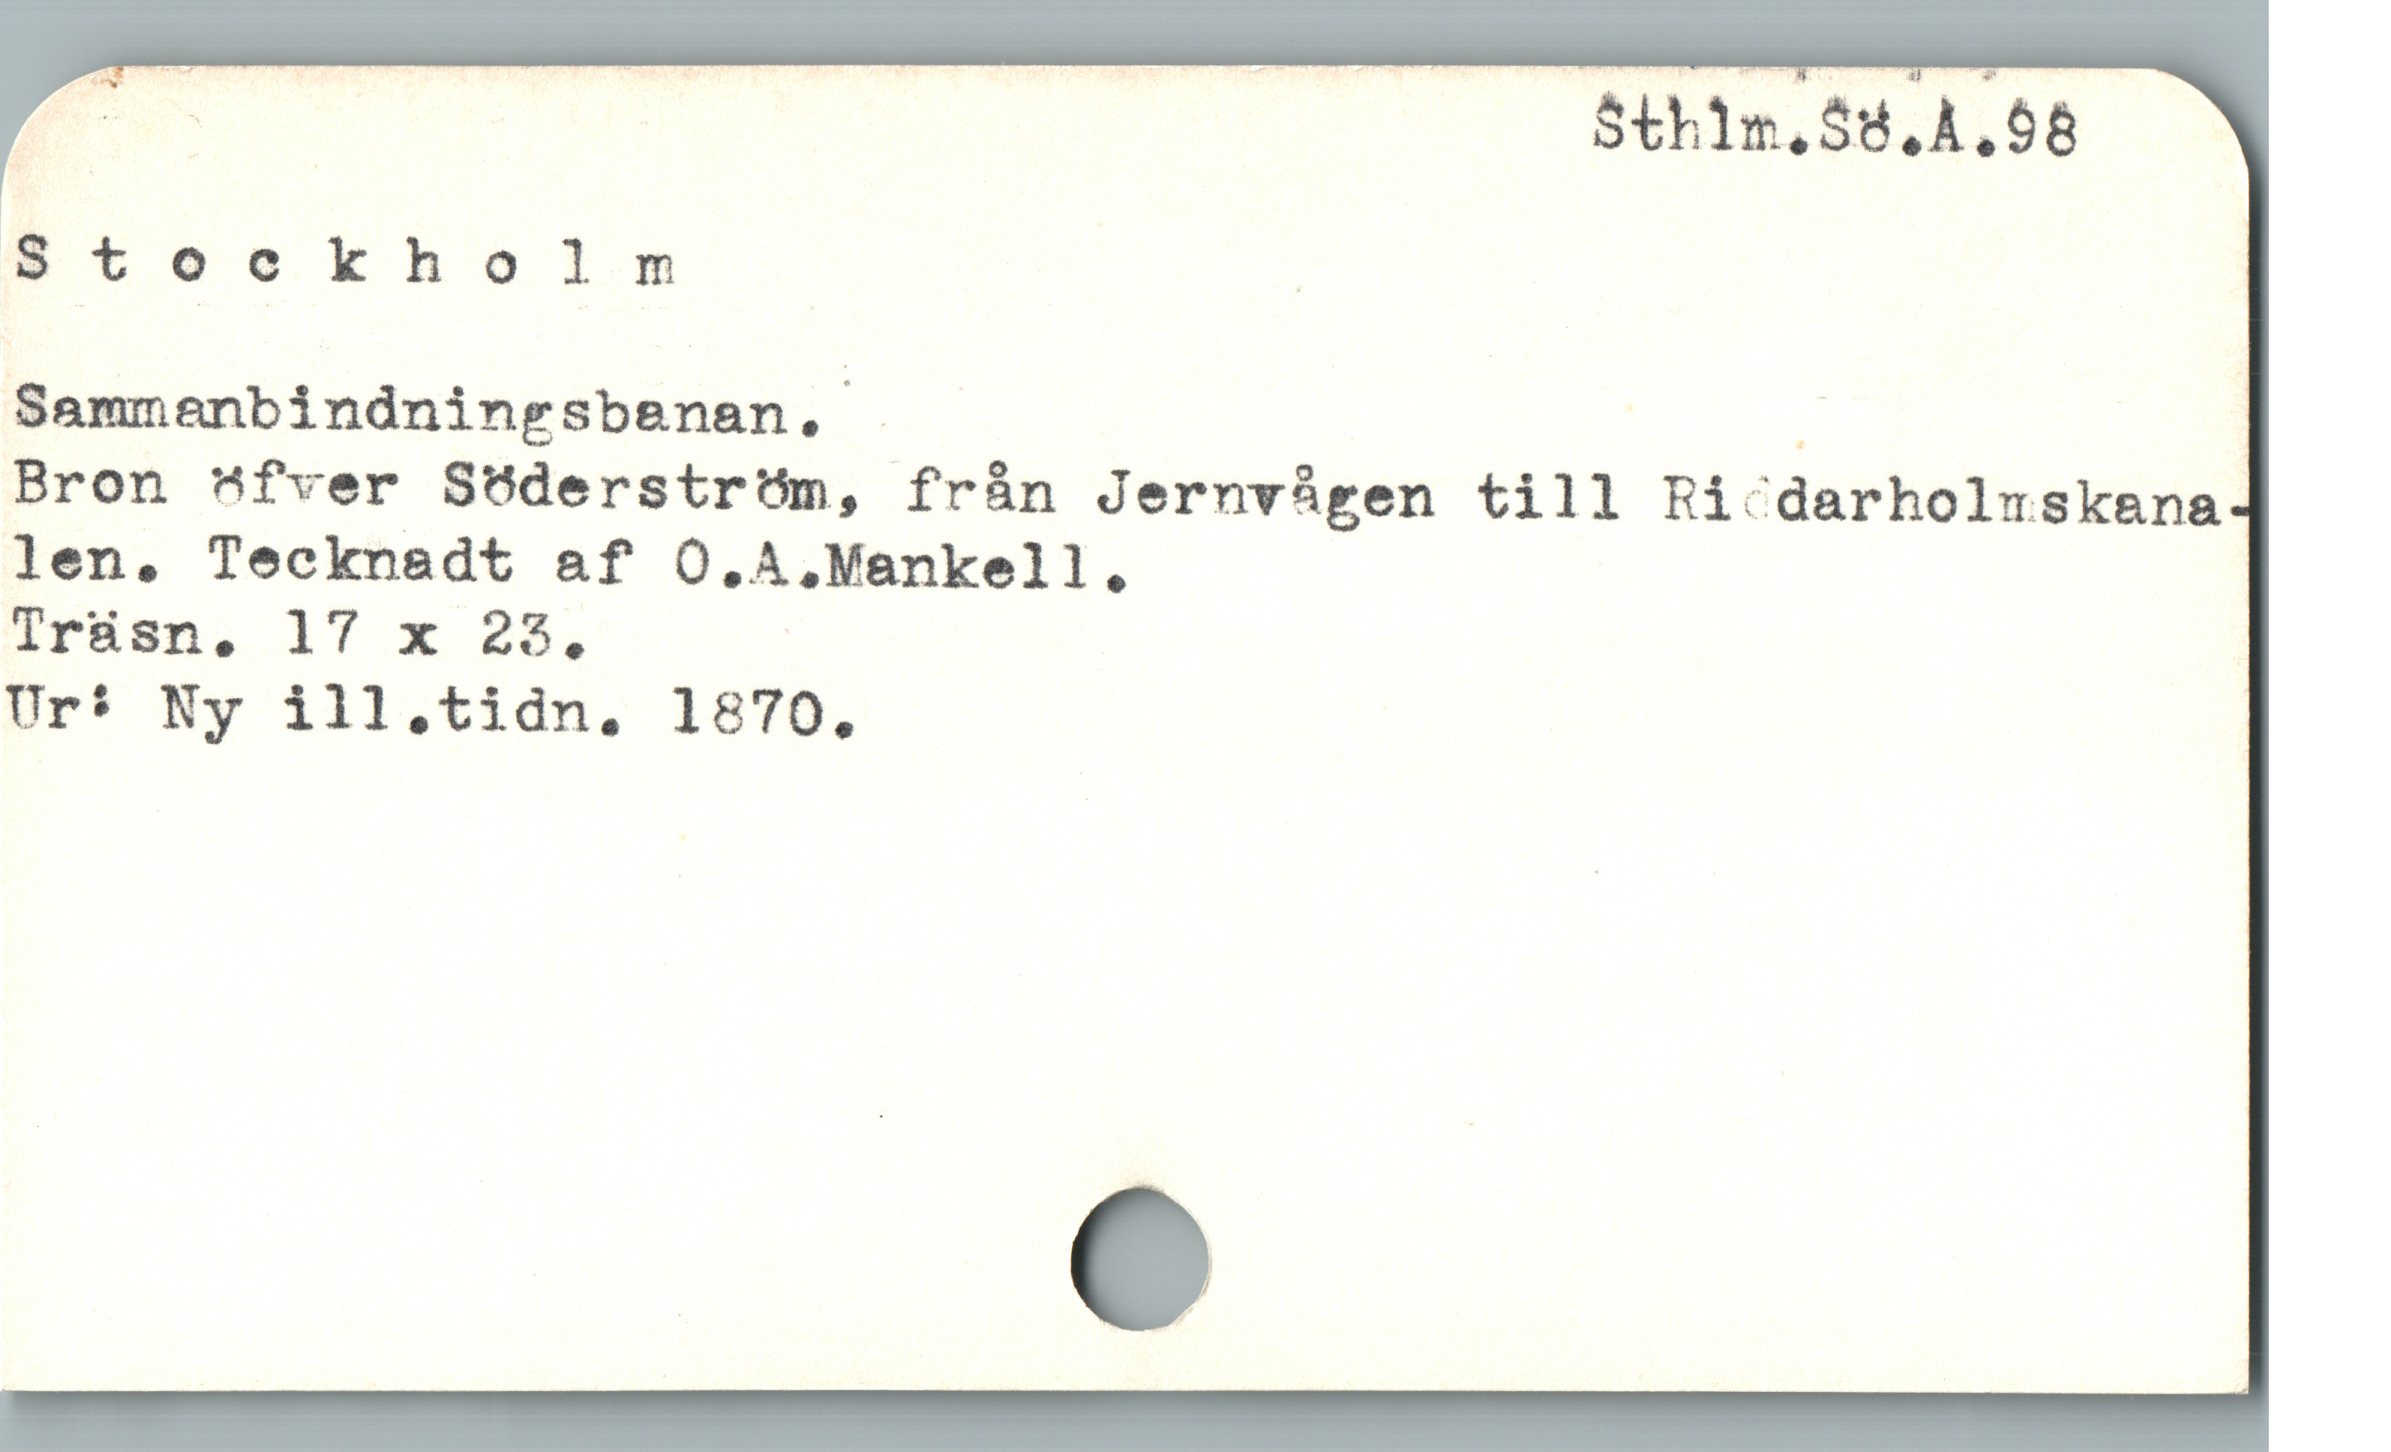 Sthlm.Sö.A.98
S t o c k h o l m
Sammanbindningsbanan.
Bron öfver Söderström, från Jernvågen till Riddarholmskana-
len. Tecknadt af O.A.Mankell.
Träsn. 17 x 23.
Ur: Ny ill.tidn. 1870.